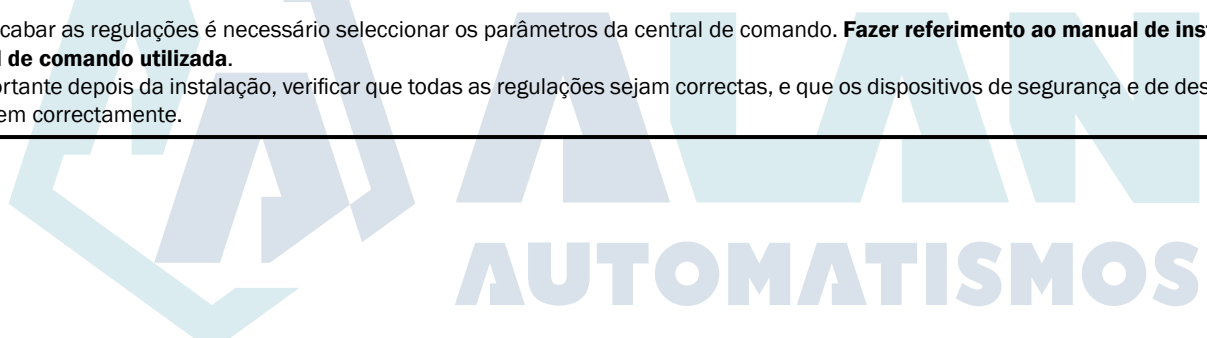 cabar as regulações é necessário seleccionar os parâmetros da central de comando. Fazer referimento ao manual de ins
l de comando utilizada.
ortante depois da instalação, verificar que todas as regulações sejam correctas, e que os dispositivos de segurança e de des
em correctamente.
ALAN
AUTOMATISMOS